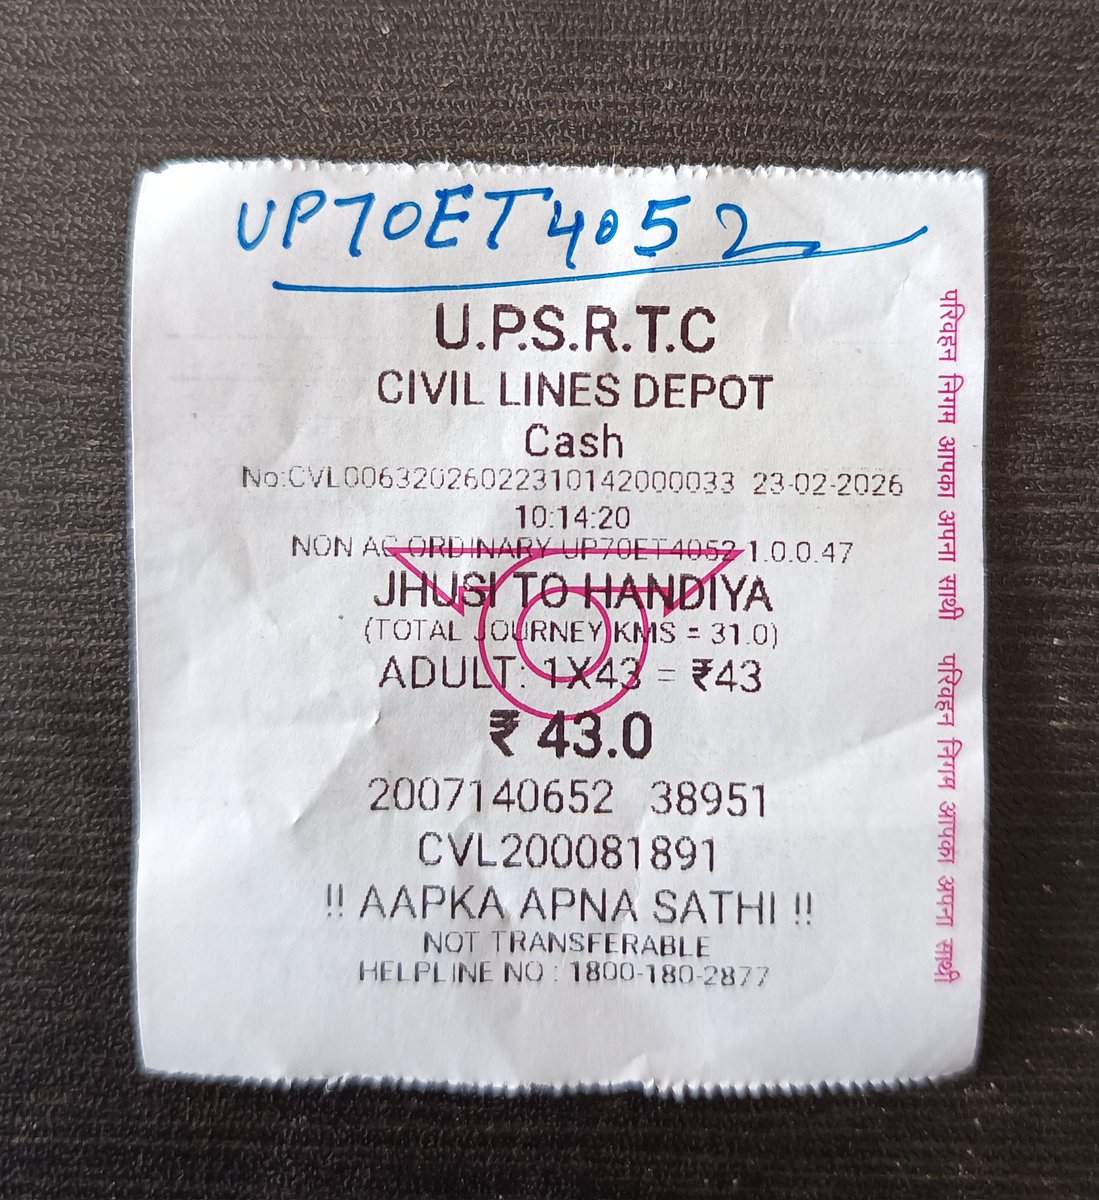 UP70ET4052
U.P.S.R.T.C
CIVIL LINES DEPOT
Cash
No:CVL00632026022310142000033 23-02-2026
10:14:20
NON AC ORDINARY UP70ET4052 1.0.0.47
JHUSI TO HANDIYA
(TOTAL JOURNEY KMS = 31.0)
ADULT: 1X43 = ₹43
₹ 43.0
2007140652 38951
CVL200081891
!! AAPKA APNA SATHI !!
NOT TRANSFERABLE
HELPLINE NO : 1800-180-2877
परिवहन निगम आपका अपना साथी
परिवहन निगम आपका अपना साथी